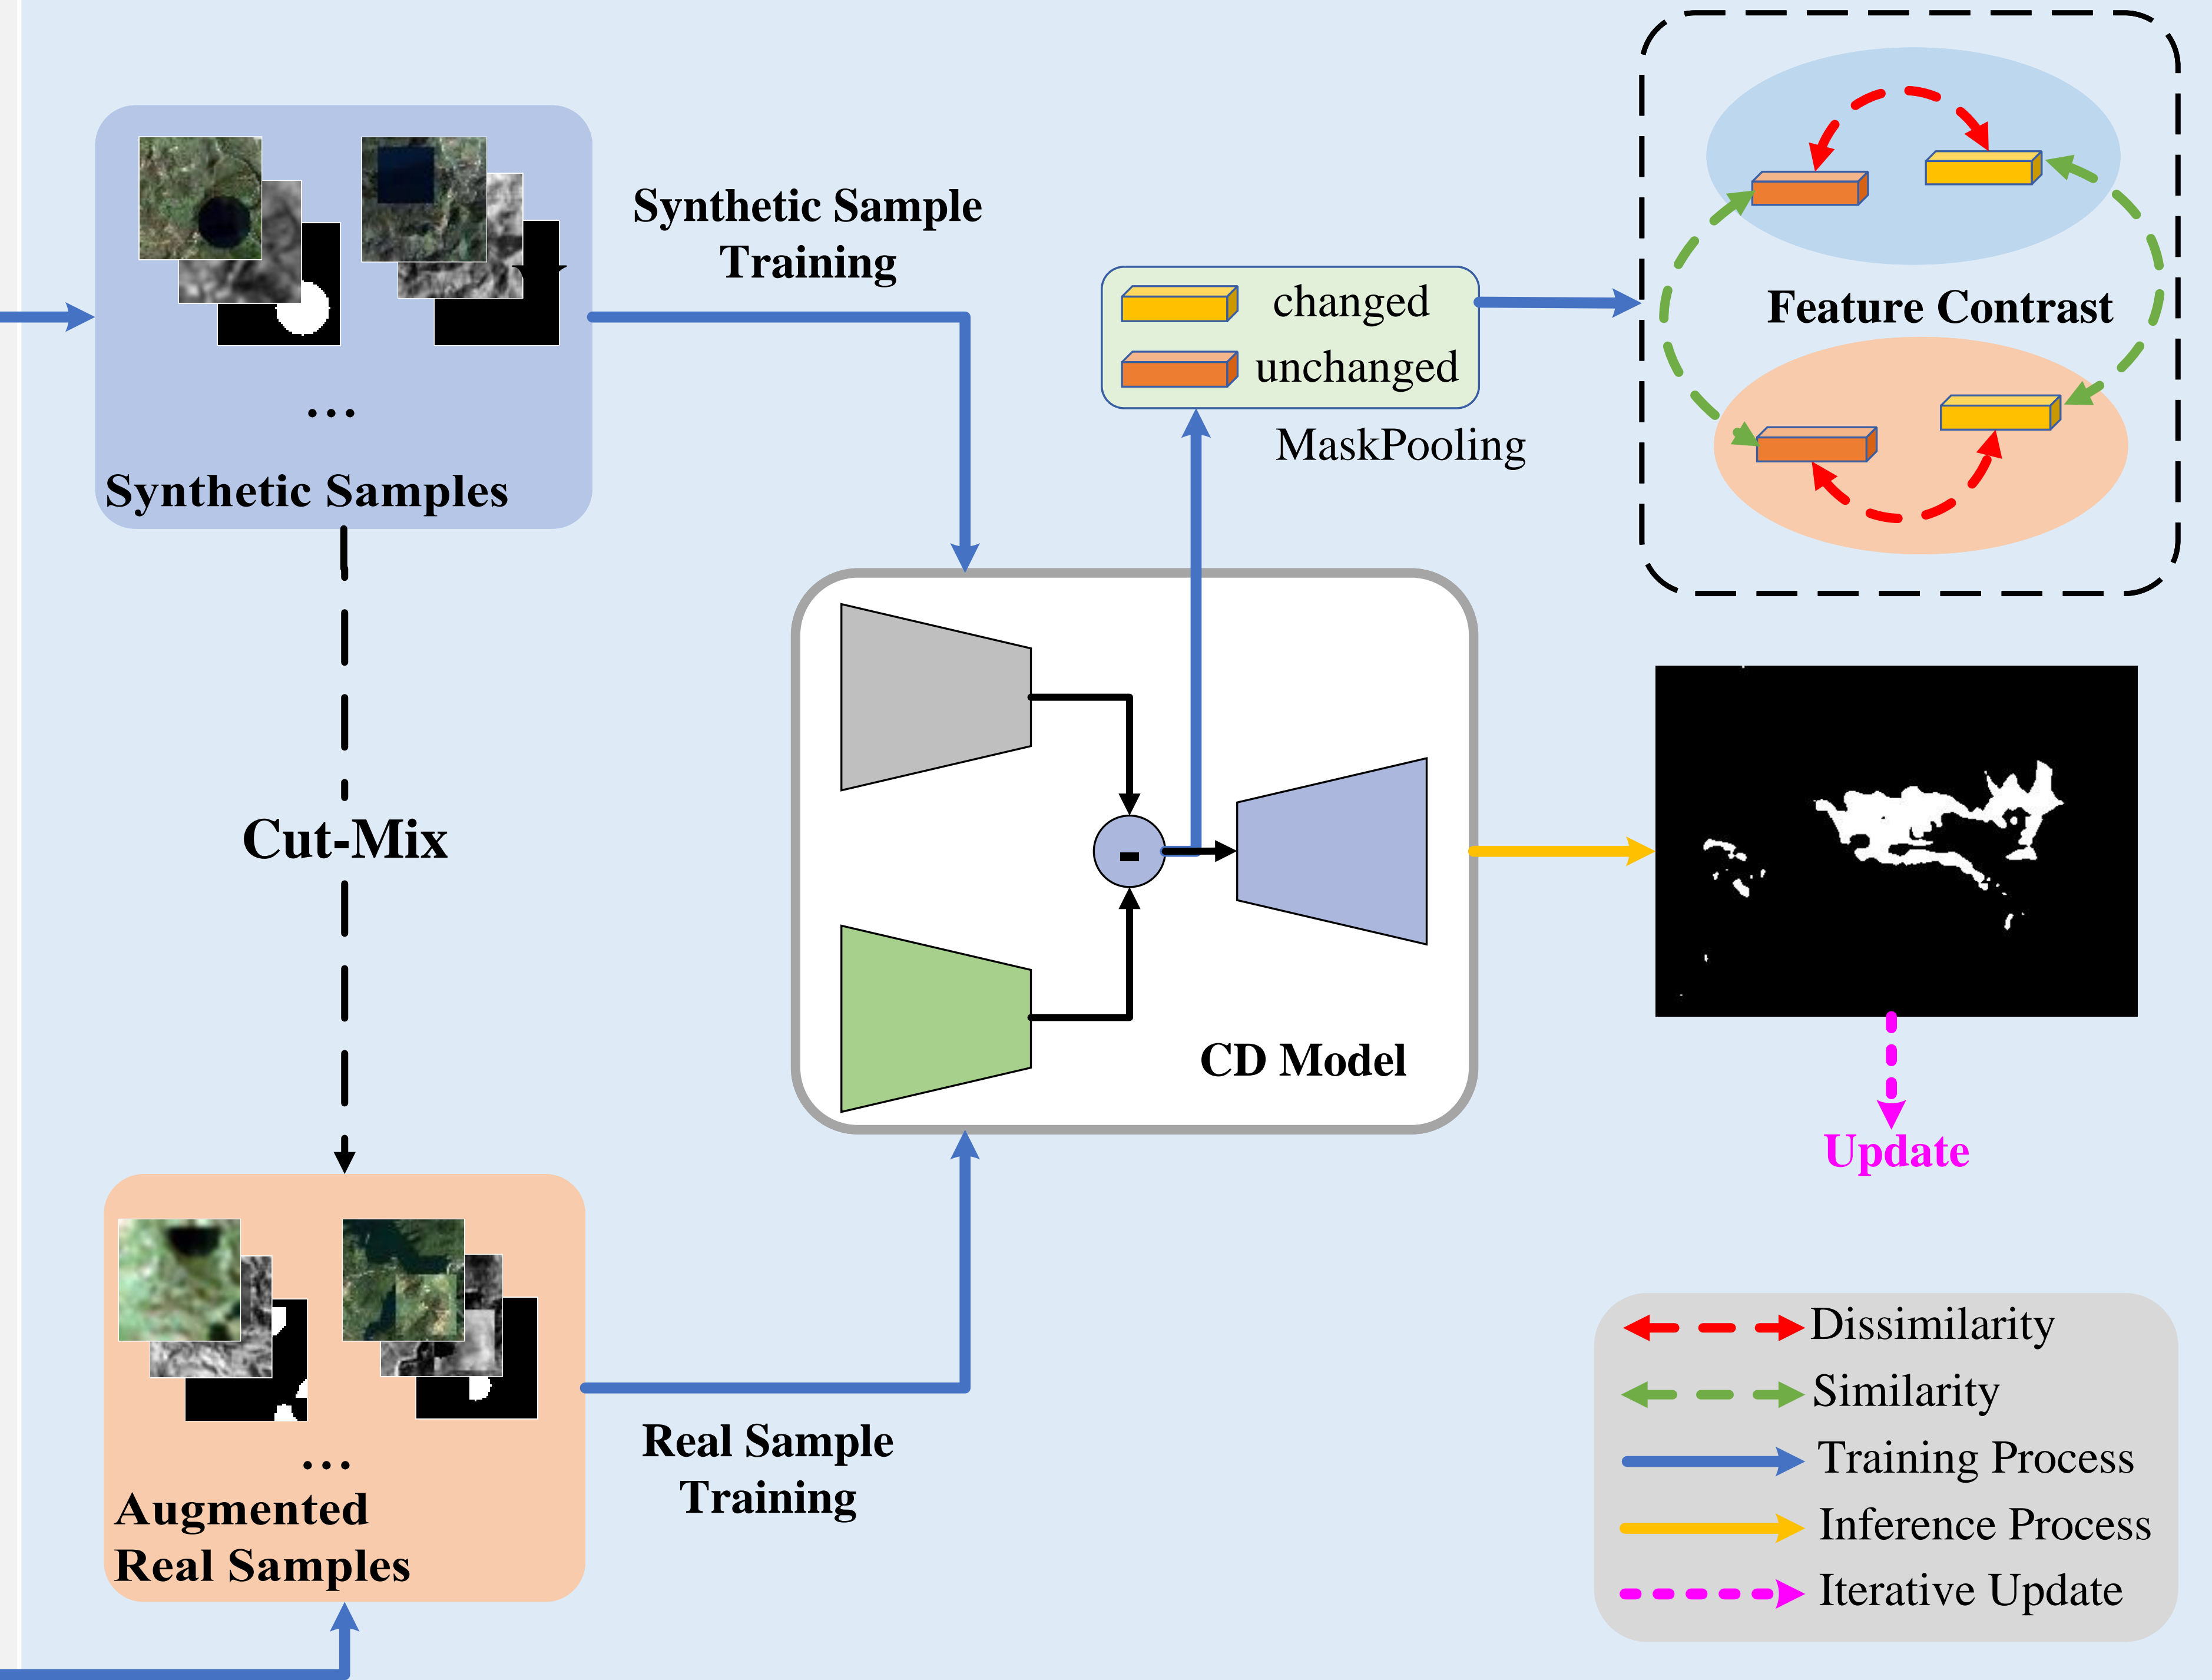 Synthetic Sample
Training
changed
unchanged
MaskPooling
Feature Contrast
...
Synthetic Samples
Cut-Mix
-
CD Model
Update
...
Augmented
Real Samples
Real Sample
Training
Dissimilarity
Similarity
Training Process
Inference Process
Iterative Update